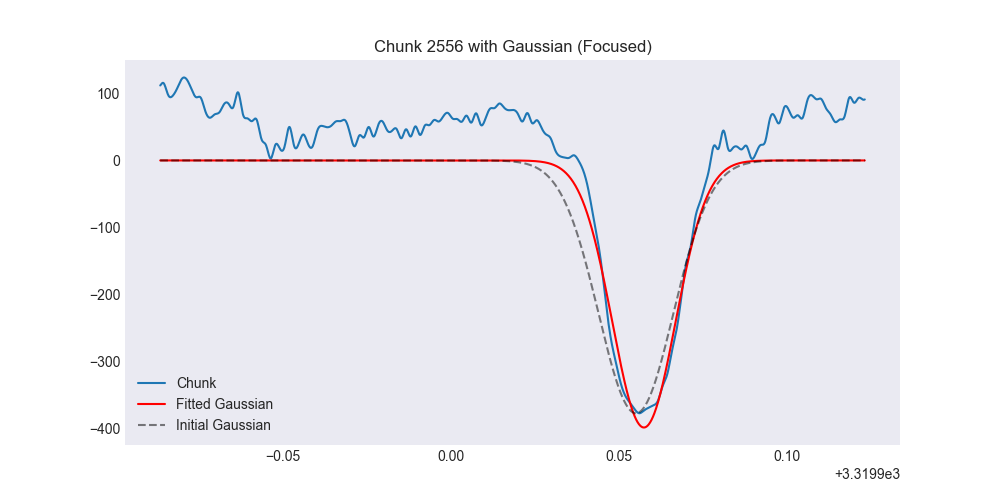 Chunk 2556 with Gaussian (Focused)
100
0
−100
−200
−300
−400
Chunk
Fitted Gaussian
Initial Gaussian
−0.05 0.00 0.05 0.10
+3.3199e3